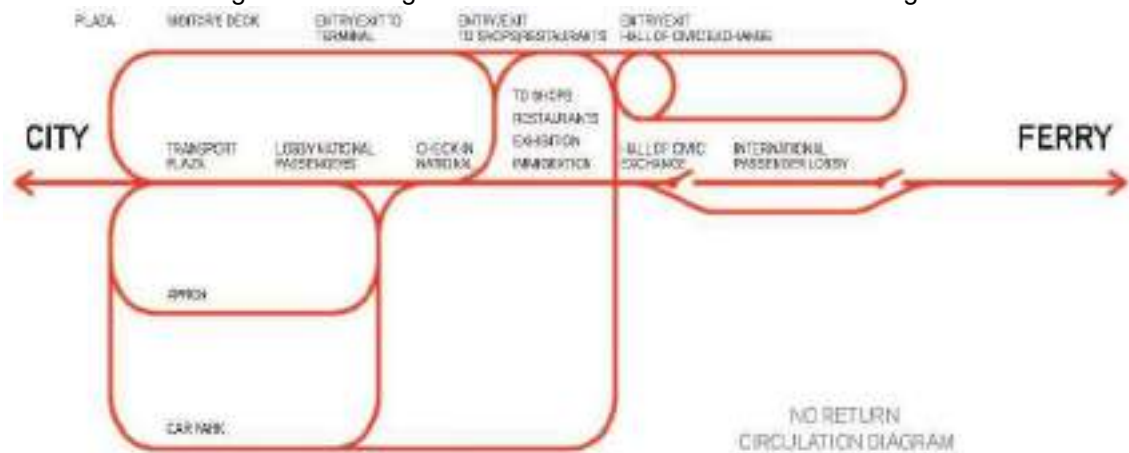 PLAZA
VISITOR'S DECK
ENTRY/EXIT TO
TERMINAL
ENTRY/EXIT
TO SHOPS/RESTAURANTS
ENTRY/EXIT
HALL OF CIVIC EXCHANGE
TO SHOPS
RESTAURANTS
EXHIBITION
IMMIGRATION
CITY
TRANSPORT
PLAZA
LOBBY NATIONAL
PASSENGERS
CHECK-IN
NATIONAL
HALL OF CIVIC
EXCHANGE
INTERNATIONAL
PASSENGER LOBBY
FERRY
APRON
CAR PARK
NO RETURN
CIRCULATION DIAGRAM